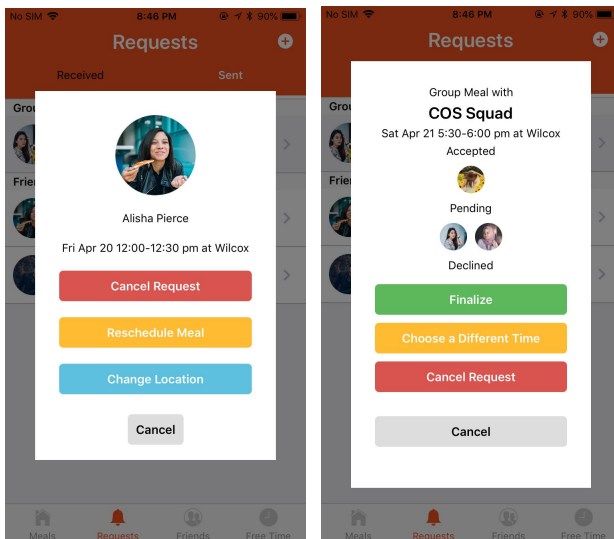 No SIM 8:46 PM 90%
Requests
Received Sent
Grou
Frie
Alisha Pierce
Fri Apr 20 12:00-12:30 pm at Wilcox
Cancel Request
Reschedule Meal
Change Location
Cancel
Meals Requests Friends Free Time
No SIM 8:46 PM 90%
Requests
Grou
Frie
Group Meal with
COS Squad
Sat Apr 21 5:30-6:00 pm at Wilcox
Accepted
Pending
Declined
Finalize
Choose a Different Time
Cancel Request
Cancel
Meals Requests Friends Free Time